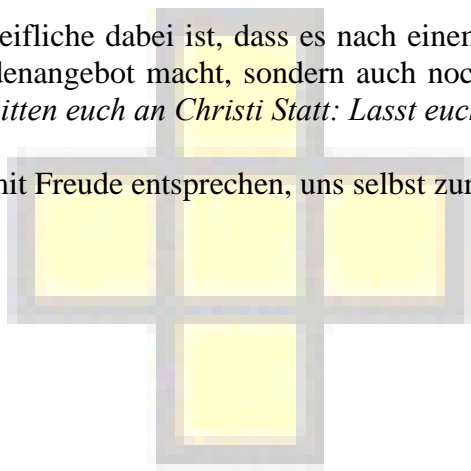 eifliche dabei ist, dass es nach einem
denangebot macht, sondern auch noc
itten euch an Christi Statt: Lasst euc
nit Freude entsprechen, uns selbst zur